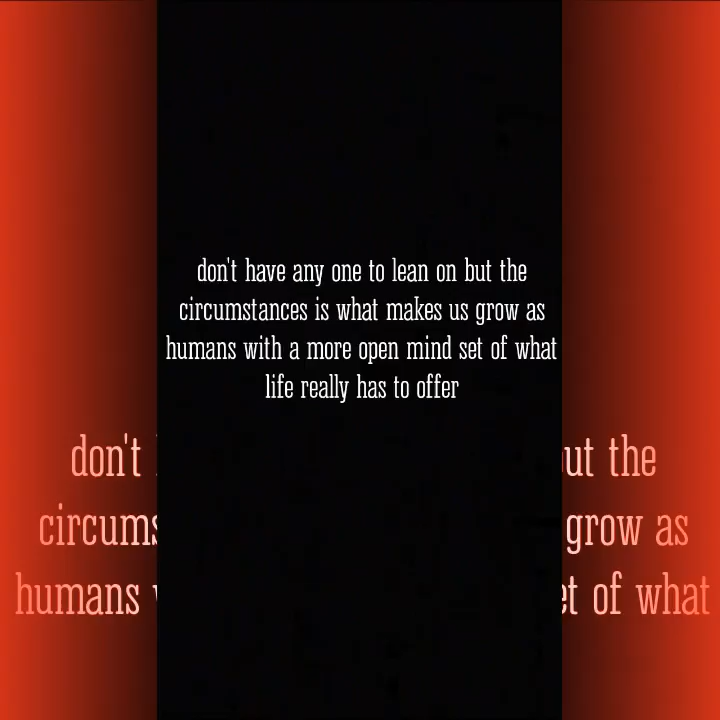 don't have any one to lean on but the
circumstances is what makes us grow as
humans with a more open mind set of what
life really has to offer
don't
but the
circums
grow as
humans
et of what